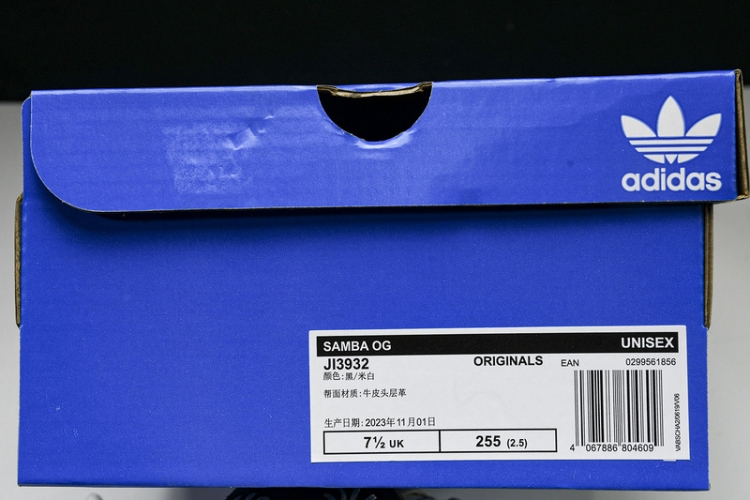 adidas
SAMBA OG UNISEX
JI3932 ORIGINALS EAN 0299561856
颜色:黑/米白
帮面材质:牛皮头层革
生产日期:2023年11月01日
7½ UK 255 (2.5)
4 067886 804609